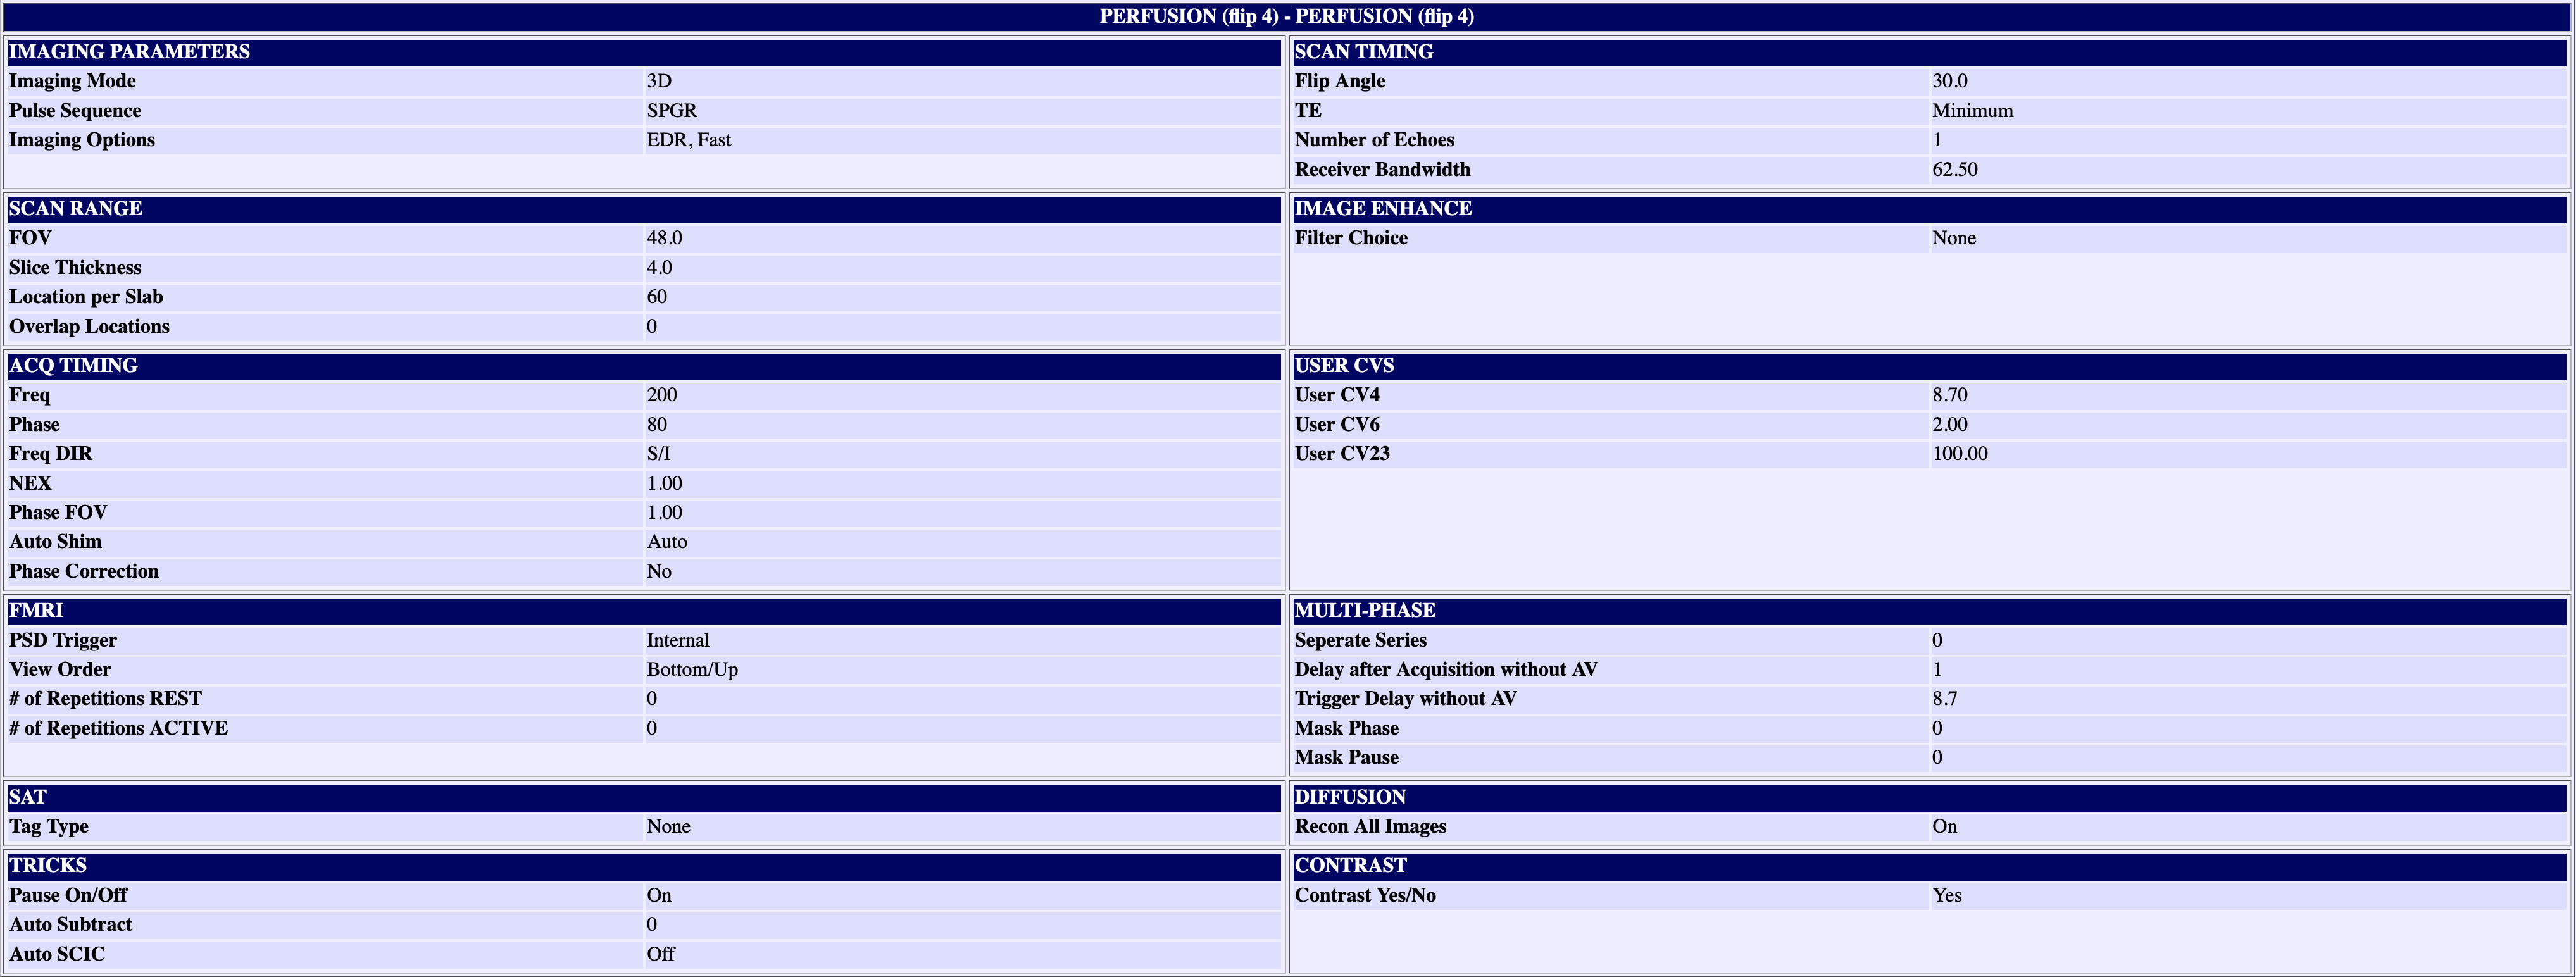 PERFUSION (flip 4) - PERFUSION (flip 4)
IMAGING PARAMETERS
Imaging Mode 3D
Pulse Sequence SPGR
Imaging Options EDR, Fast
SCAN TIMING
Flip Angle 30.0
TE Minimum
Number of Echoes 1
Receiver Bandwidth 62.50
SCAN RANGE
FOV 48.0
Slice Thickness 4.0
Location per Slab 60
Overlap Locations 0
IMAGE ENHANCE
Filter Choice None
ACQ TIMING
Freq 200
Phase 80
Freq DIR S/I
NEX 1.00
Phase FOV 1.00
Auto Shim Auto
Phase Correction No
USER CVS
User CV4 8.70
User CV6 2.00
User CV23 100.00
FMRI
PSD Trigger Internal
View Order Bottom/Up
# of Repetitions REST 0
# of Repetitions ACTIVE 0
MULTI-PHASE
Seperate Series 0
Delay after Acquisition without AV 1
Trigger Delay without AV 8.7
Mask Phase 0
Mask Pause 0
SAT
Tag Type None
DIFFUSION
Recon All Images On
TRICKS
Pause On/Off On
Auto Subtract 0
Auto SCIC Off
CONTRAST
Contrast Yes/No Yes